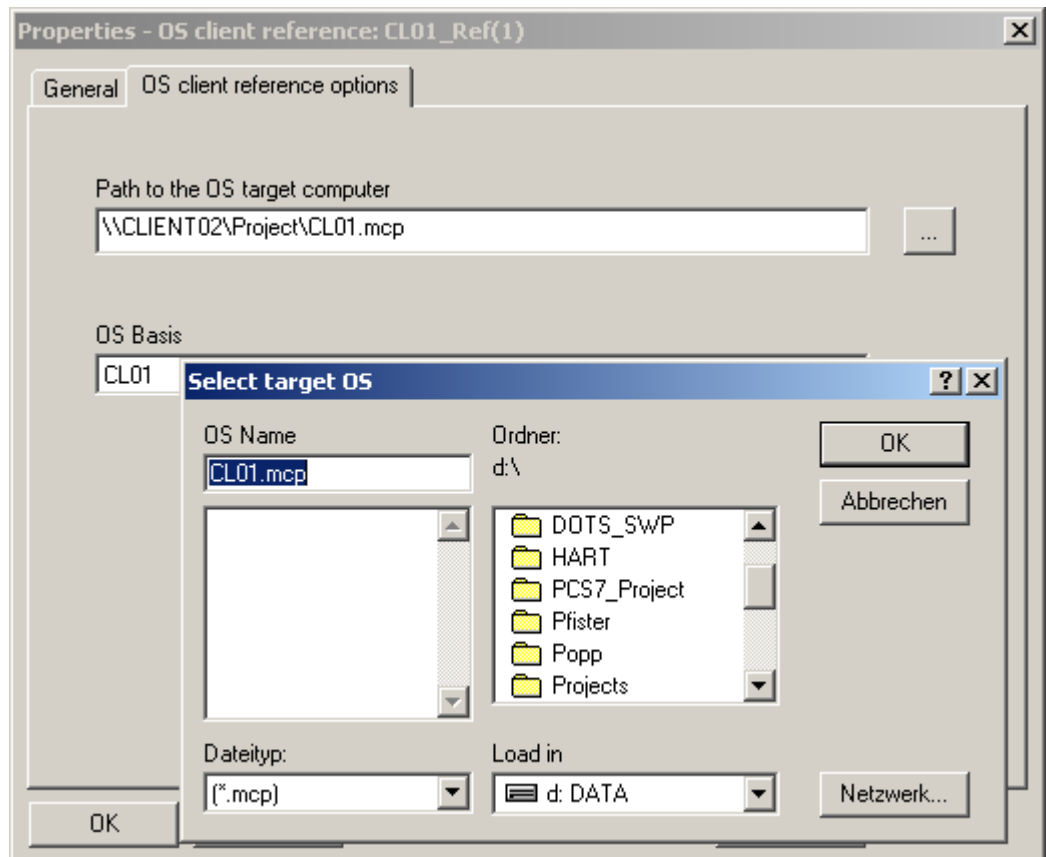 Properties - OS client reference: CL01_Ref(1)
General
OS client reference options
Path to the OS target computer
\\CLIENT02\Project\CL01.mcp
...
OS Basis
CL01
Select target OS
OS Name
CL01.mcp
Ordner:
d:\
DOTS_SWP
HART
PCS7_Project
Pfister
Popp
Projects
OK
Abbrechen
Dateityp:
(*.mcp)
Load in
d: DATA
Netzwerk...
OK